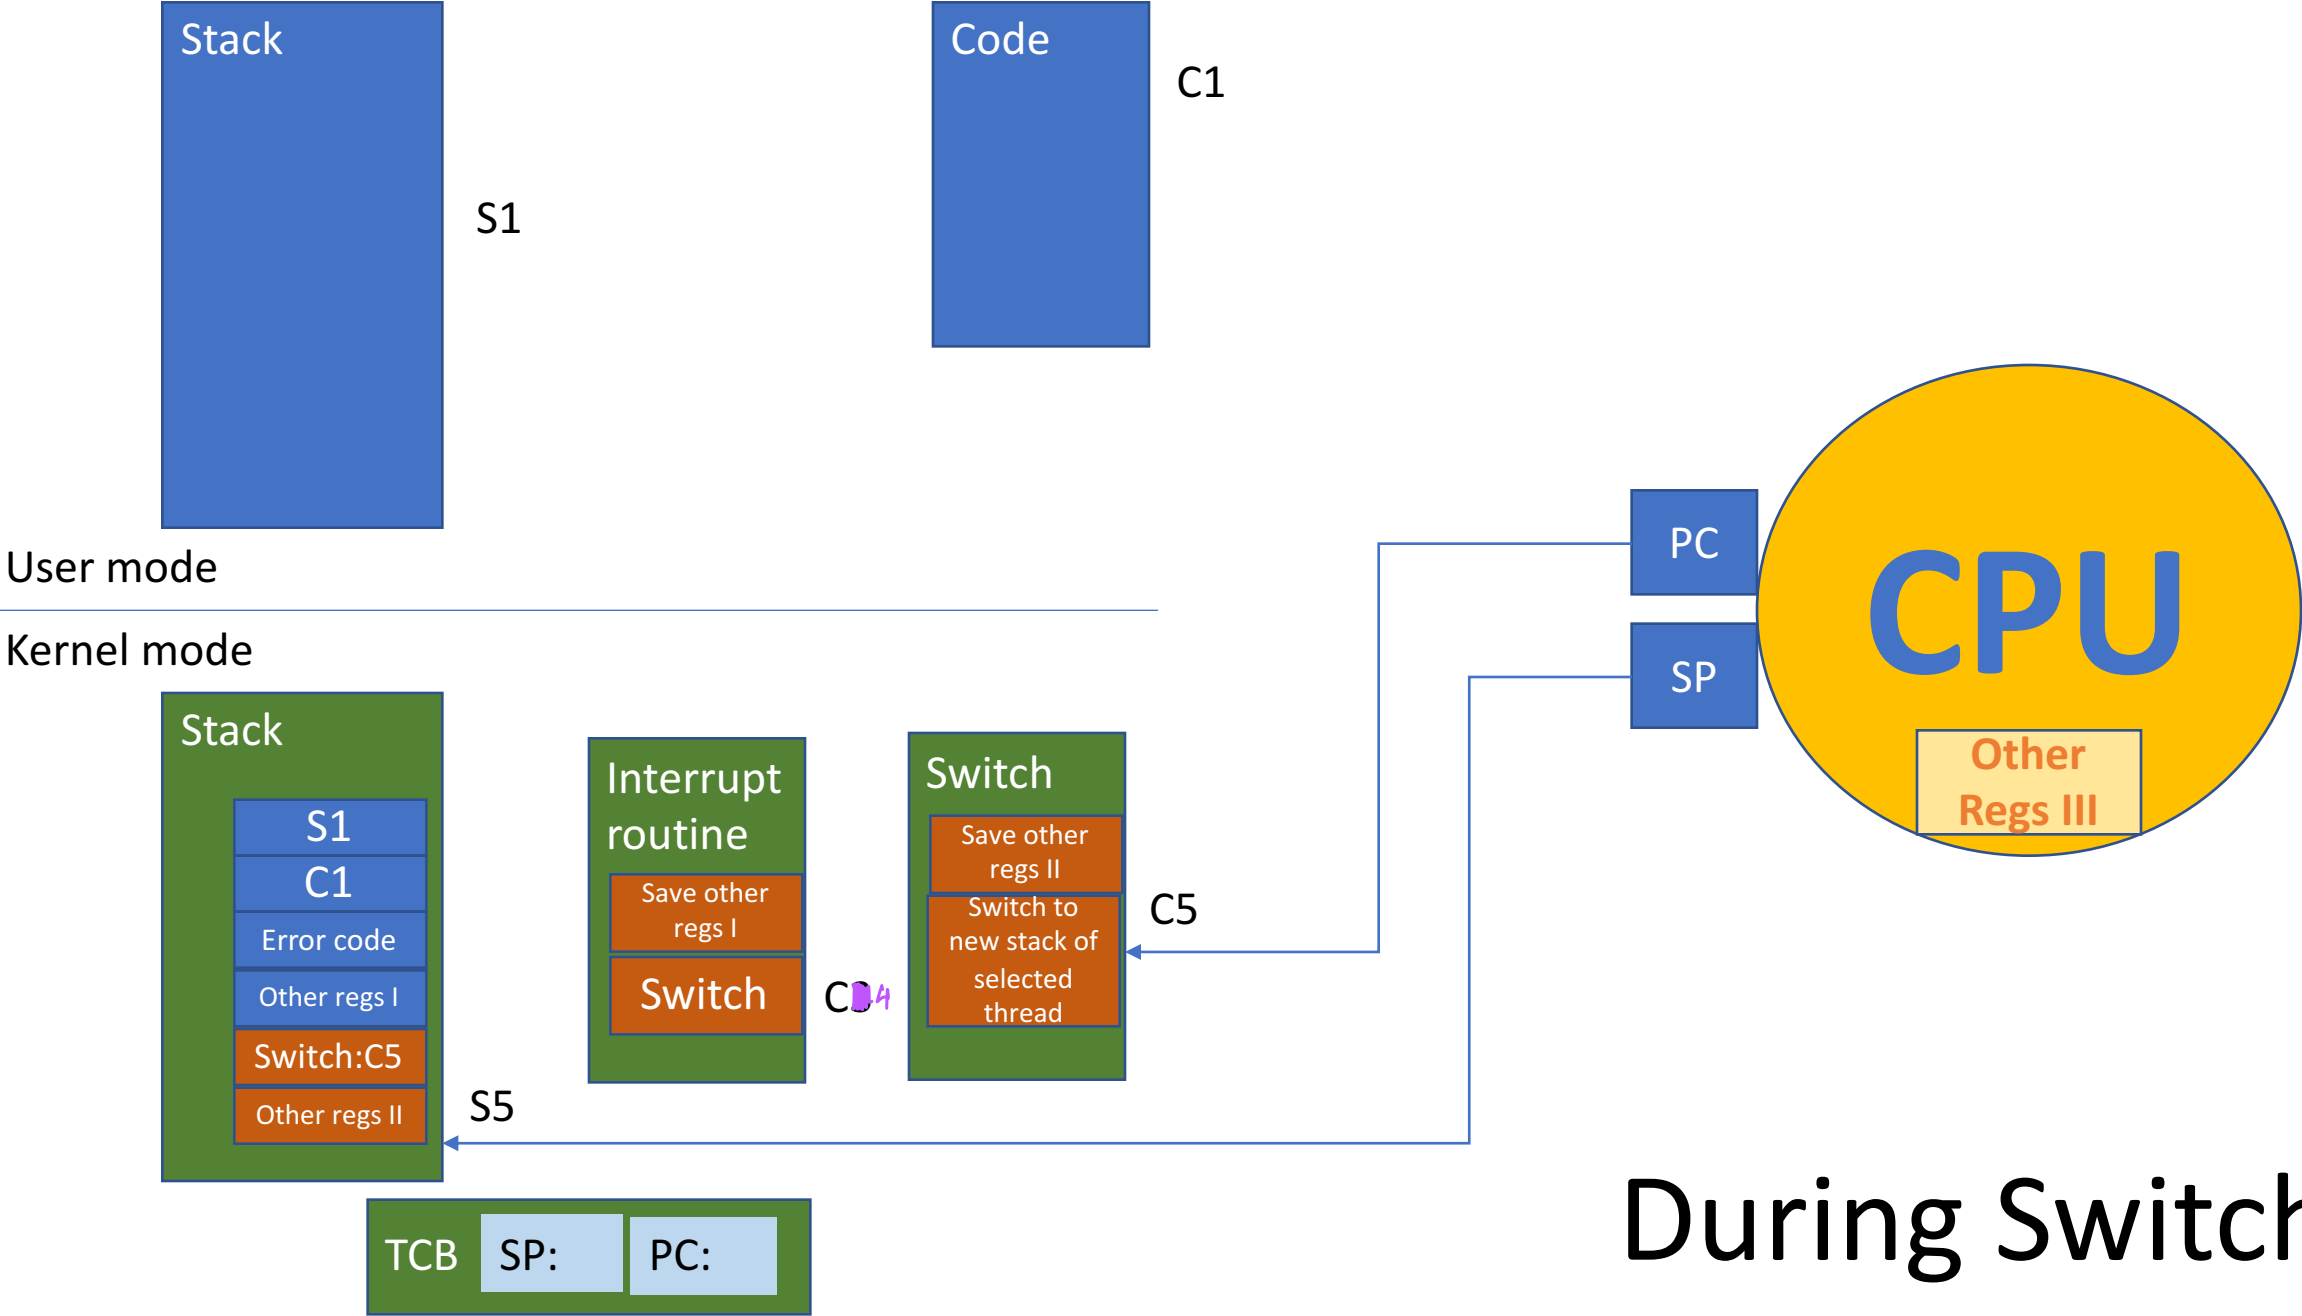 Stack
Code
C1
S1
User mode
Kernel mode
PC
SP
CPU
Other
Regs III
Stack
S1
C1
Error code
Other regs I
Switch:C5
Other regs II
S5
Interrupt
routine
Save other
regs I
Switch
C4
Switch
Save other
regs II
Switch to
new stack of
selected
thread
C5
TCB
SP:
PC:
During Switch